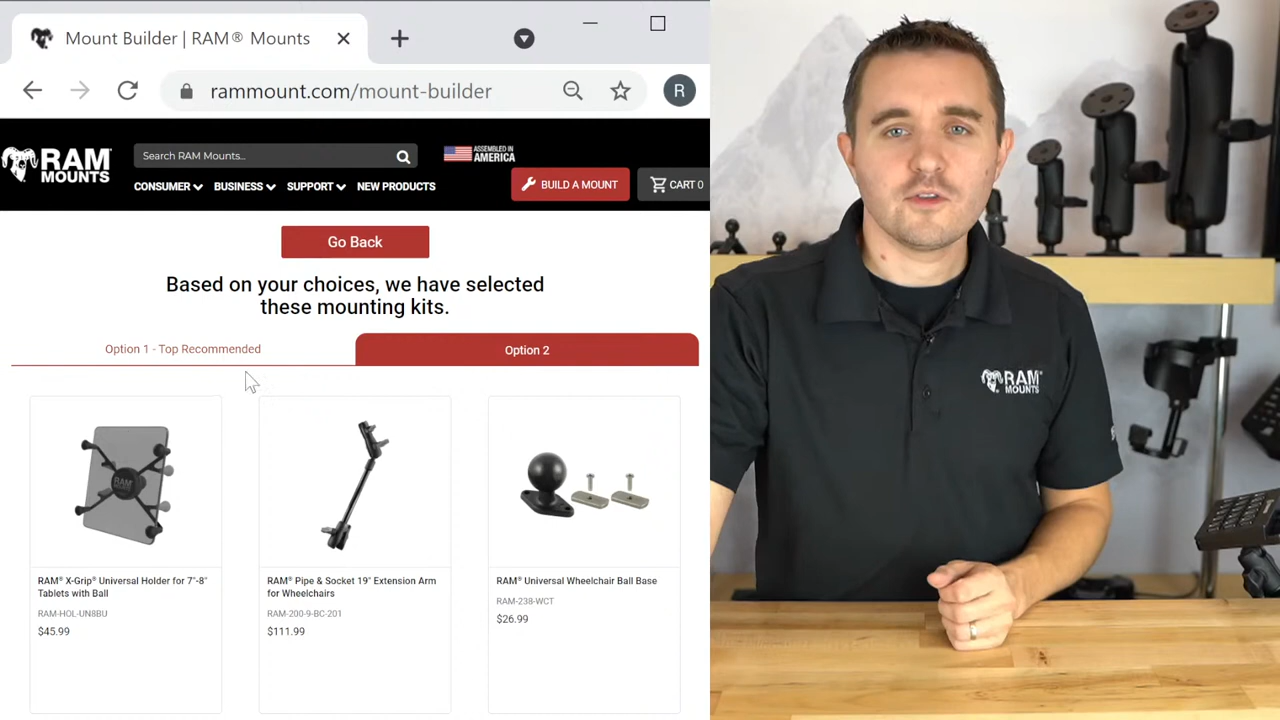 Mount Builder | RAM® Mounts
rammount.com/mount-builder
R
RAM
MOUNTS
Search RAM Mounts...
ASSEMBLED IN
AMERICA
CONSUMER
BUSINESS
SUPPORT
NEW PRODUCTS
BUILD A MOUNT
CART 0
Go Back
Based on your choices, we have selected
these mounting kits.
Option 1 - Top Recommended
Option 2
RAM
RAM® X-Grip® Universal Holder for 7"-8"
Tablets with Ball
RAM-HOL-UN8BU
$45.99
RAM® Pipe & Socket 19" Extension Arm
for Wheelchairs
RAM-200-9-BC-201
$111.99
RAM® Universal Wheelchair Ball Base
RAM-238-WCT
$26.99
RAM
MOUNTS